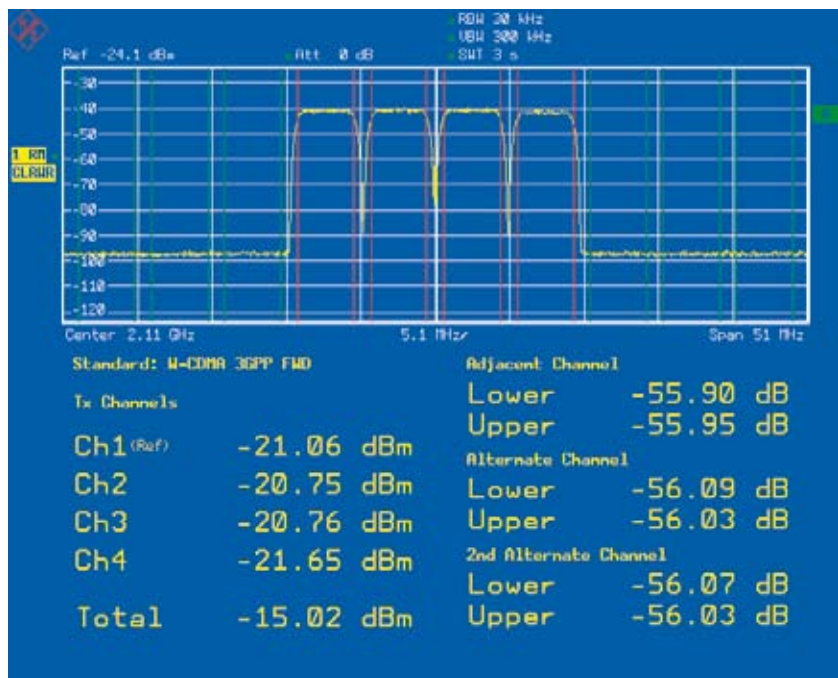 RBW 30 kHz
VBW 300 kHz
Ref -24.1 dBm Att 0 dB SWT 3 s
-30
-40
-50
1 RM
CLRWR
-60
-70
-80
-90
-100
-110
-120
Center 2.11 GHz 5.1 MHz/ Span 51 MHz
Standard: W-CDMA 3GPP FWD
Tx Channels
Ch1 (Ref) -21.06 dBm
Ch2 -20.75 dBm
Ch3 -20.76 dBm
Ch4 -21.65 dBm
Total -15.02 dBm
Adjacent Channel
Lower -55.90 dB
Upper -55.95 dB
Alternate Channel
Lower -56.09 dB
Upper -56.03 dB
2nd Alternate Channel
Lower -56.07 dB
Upper -56.03 dB